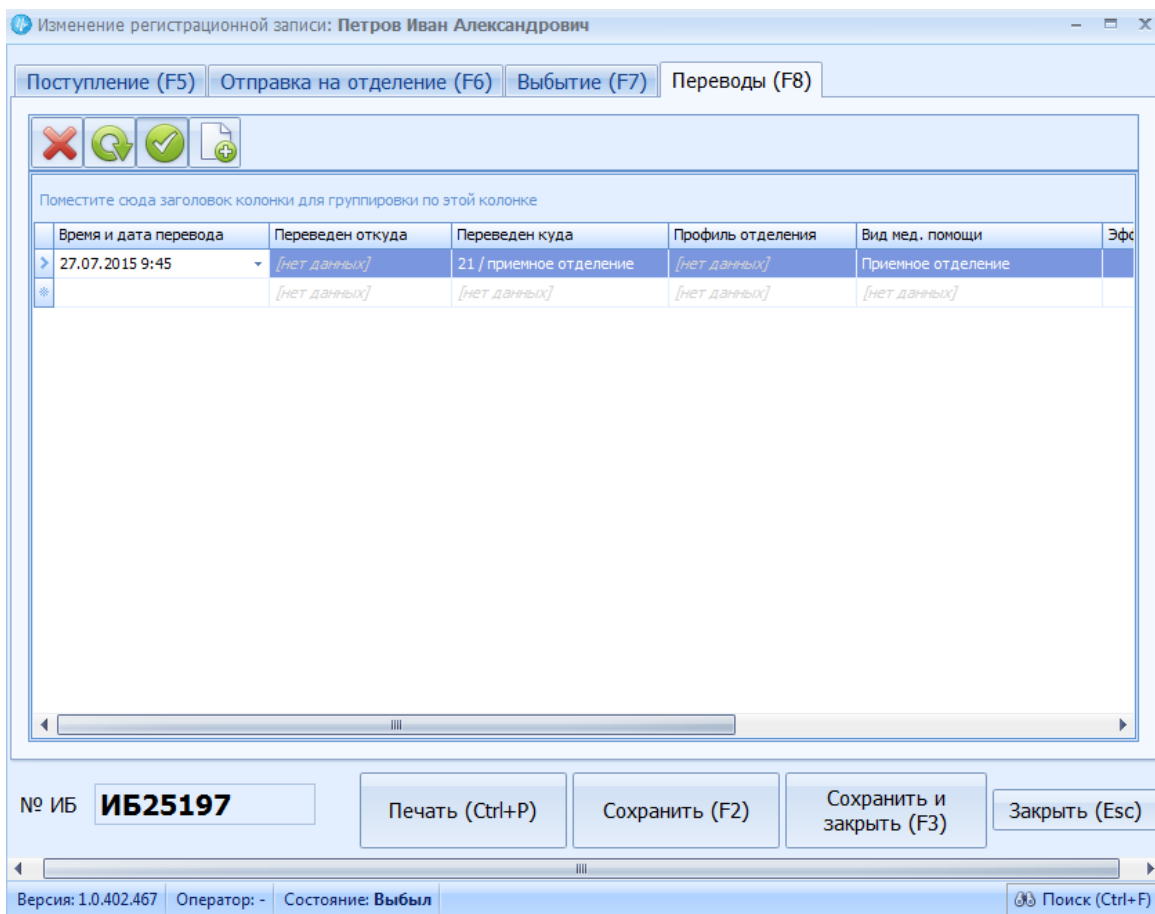 Изменение регистрационной записи: Петров Иван Александрович
Поступление (F5) Отправка на отделение (F6) Выбытие (F7) Переводы (F8)
Поместите сюда заголовок колонки для группировки по этой колонке
Время и дата перевода Переведен откуда Переведен куда Профиль отделения Вид мед. помощи Эфф
27.07.2015 9:45 [нет данных] 21 / приемное отделение [нет данных] Приемное отделение
[нет данных] [нет данных] [нет данных] [нет данных]
№ ИБ ИБ25197 Печать (Ctrl+P) Сохранить (F2) Сохранить и
закрыть (F3) Закрыть (Esc)
Версия: 1.0.402.467 Оператор: - Состояние: Выбыл Поиск (Ctrl+F)